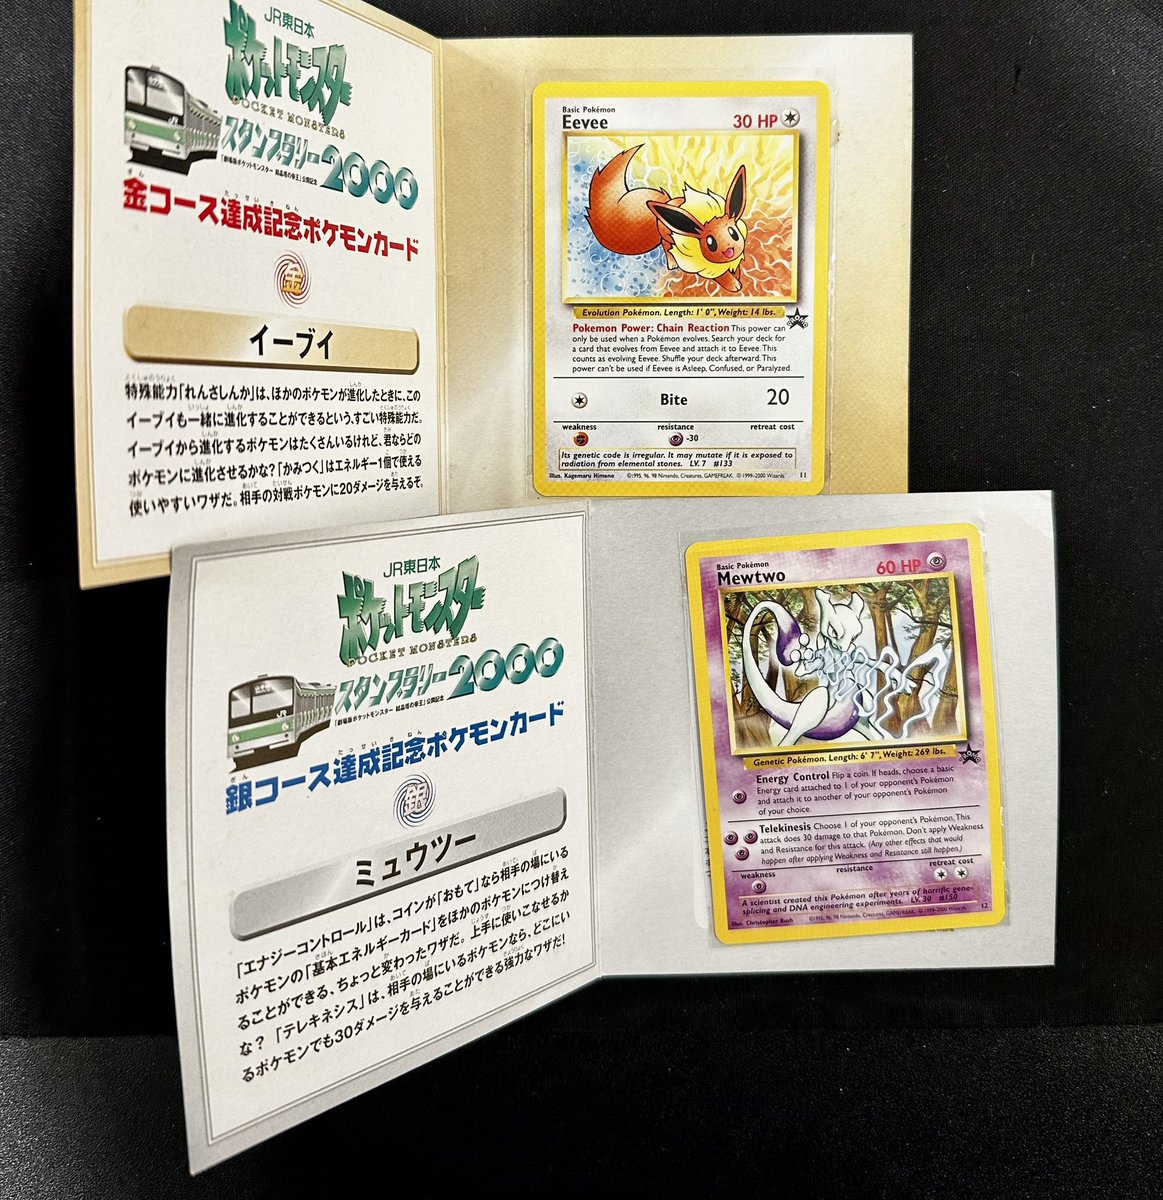 JR東日本
ポケットモンスター
POCKET MONSTERS
スタンプラリー2000
「劇場版ポケットモンスター 結晶塔の帝王」公開記念
金コース達成記念ポケモンカード
金
イーブイ
特殊能力「れんさしんか」は、ほかのポケモンが進化したときに、この
イーブイも一緒に進化することができるという、すごい特殊能力だ。
イーブイから進化するポケモンはたくさんいるけれど、君ならどの
ポケモンに進化させるかな?「かみつく」はエネルギー1個で使える
使いやすいワザだ。相手の対戦ポケモンに20ダメージを与えるぞ。
Basic Pokémon
Eevee 30 HP
Evolution Pokémon. Length: 1' 0", Weight: 14 lbs.
PROMO
Pokemon Power: Chain Reaction This power can
only be used when a Pokémon evolves. Search your deck for
a card that evolves from Eevee and attach it to Eevee. This
counts as evolving Eevee. Shuffle your deck afterward. This
power can't be used if Eevee is Asleep, Confused, or Paralyzed.
Bite 20
weakness resistance retreat cost
-30
Its genetic code is irregular. It may mutate if it is exposed to
radiation from elemental stones. LV. 7 #133
Illus. Kagemaru Himeno ©1995, 96, 98 Nintendo, Creatures, GAMEFREAK. © 1999-2000 Wizards. 11
JR東日本
ポケットモンスター
POCKET MONSTERS
スタンプラリー2000
「劇場版ポケットモンスター 結晶塔の帝王」公開記念
銀コース達成記念ポケモンカード
銀
ミュウツー
「エナジーコントロール」は、コインが「おもて」なら相手の場にいる
ポケモンの「基本エネルギーカード」をほかのポケモンにつけ替え
ることができる、ちょっと変わったワザだ。上手に使いこなせるか
な?「テレキネシス」は、相手の場にいるポケモンなら、どこにい
るポケモンでも30ダメージを与えることができる強力なワザだ!
Basic Pokémon
Mewtwo 60 HP
Genetic Pokémon. Length: 6' 7", Weight: 269 lbs.
PROMO
Energy Control Flip a coin. If heads, choose a basic
Energy card attached to 1 of your opponent's Pokémon
and attach it to another of your opponent's Pokémon
of your choice.
Telekinesis Choose 1 of your opponent's Pokémon. This
attack does 30 damage to that Pokémon. Don't apply Weakness
and Resistance for this attack. (Any other effects that would
happen after applying Weakness and Resistance still happen.)
weakness resistance retreat cost
A scientist created this Pokémon after years of horrific gene-
splicing and DNA engineering experiments. LV. 30 #150
Illus. Christopher Rush ©1995, 96, 98 Nintendo, Creatures, GAMEFREAK. © 1999-2000 Wizards. 12